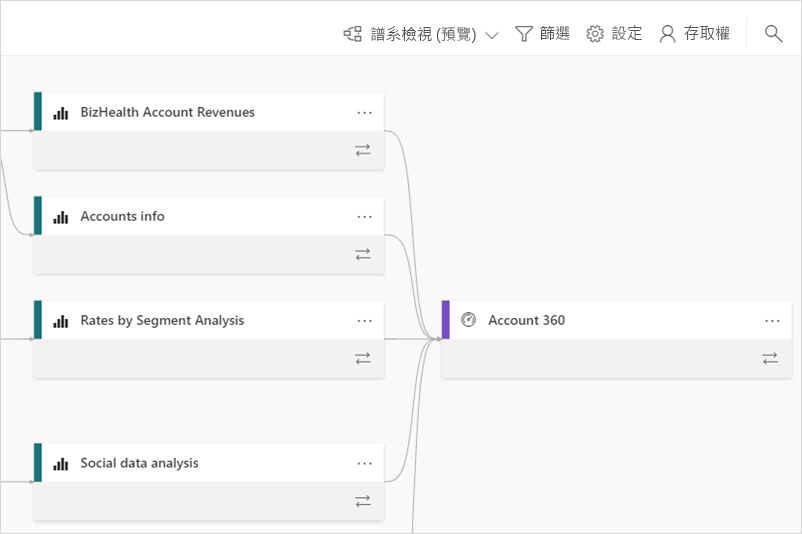 譜系檢視 (預覽) 篩選 設定 存取權
BizHealth Account Revenues
Accounts info
Rates by Segment Analysis
Account 360
Social data analysis